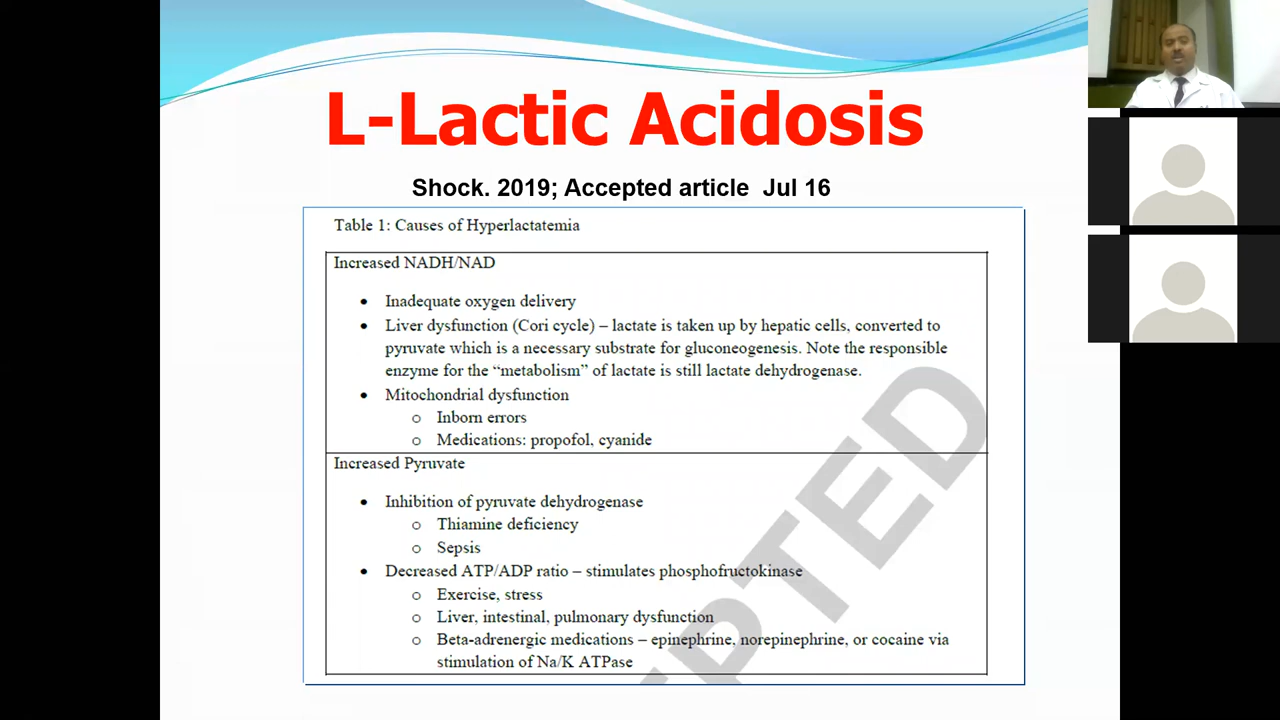 L-Lactic Acidosis
Shock. 2019; Accepted article Jul 16
Table 1: Causes of Hyperlactatemia
Increased NADH/NAD
• Inadequate oxygen delivery
• Liver dysfunction (Cori cycle) – lactate is taken up by hepatic cells, converted to
pyruvate which is a necessary substrate for gluconeogenesis. Note the responsible
enzyme for the “metabolism” of lactate is still lactate dehydrogenase.
• Mitochondrial dysfunction
o Inborn errors
o Medications: propofol, cyanide
Increased Pyruvate
• Inhibition of pyruvate dehydrogenase
o Thiamine deficiency
o Sepsis
• Decreased ATP/ADP ratio – stimulates phosphofructokinase
o Exercise, stress
o Liver, intestinal, pulmonary dysfunction
o Beta-adrenergic medications – epinephrine, norepinephrine, or cocaine via
stimulation of Na/K ATPase
EPTED